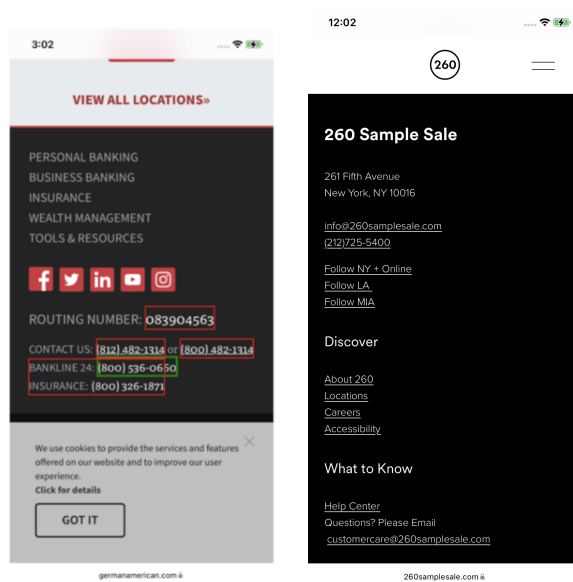 3:02
VIEW ALL LOCATIONS»
PERSONAL BANKING
BUSINESS BANKING
INSURANCE
WEALTH MANAGEMENT
TOOLS & RESOURCES
ROUTING NUMBER: 083904563
CONTACT US: (812) 482-1314 or (800) 482-1314
BANKLINE 24: (800) 536-0650
INSURANCE: (800) 326-1871
We use cookies to provide the services and features
offered on our website and to improve our user
experience.
Click for details
GOT IT
germanamerican.com
12:02
260
260 Sample Sale
261 Fifth Avenue
New York, NY 10016
info@260samplesale.com
(212)725-5400
Follow NY + Online
Follow LA
Follow MIA
Discover
About 260
Locations
Careers
Accessibility
What to Know
Help Center
Questions? Please Email
customercare@260samplesale.com
260samplesale.com